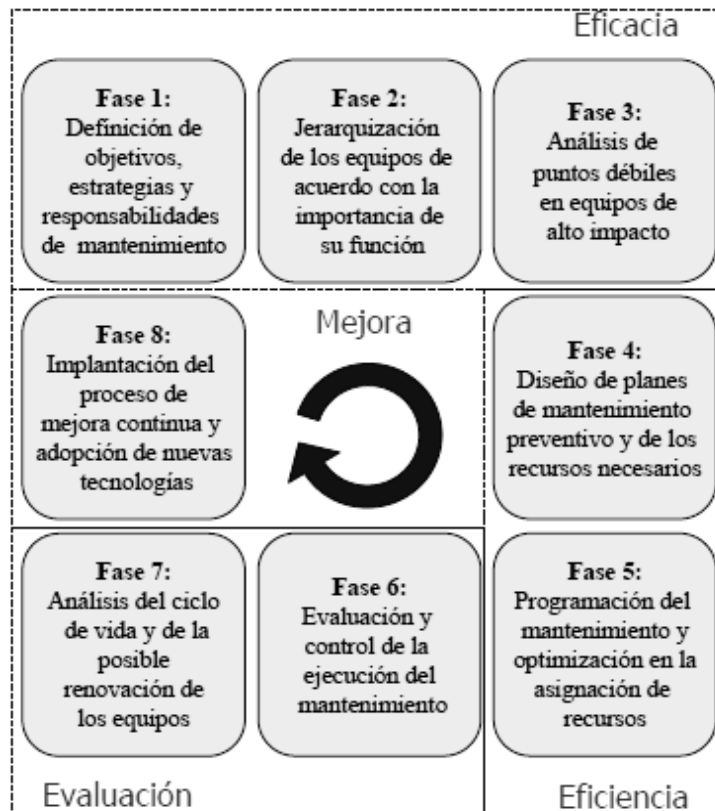 Eficacia
Fase 1:
Definición de
objetivos,
estrategias y
responsabilidades
de mantenimiento
Fase 2:
Jerarquización
de los equipos de
acuerdo con la
importancia de
su función
Fase 3:
Análisis de
puntos débiles
en equipos de
alto impacto
Fase 8:
Implantación del
proceso de
mejora continua y
adopción de nuevas
tecnologías
Mejora
Fase 4:
Diseño de planes
de mantenimiento
preventivo y de los
recursos necesarios
Fase 7:
Análisis del ciclo
de vida y de la
posible
renovación de
los equipos
Fase 6:
Evaluación y
control de la
ejecución del
mantenimiento
Fase 5:
Programación del
mantenimiento y
optimización en la
asignación de
recursos
Evaluación
Eficiencia